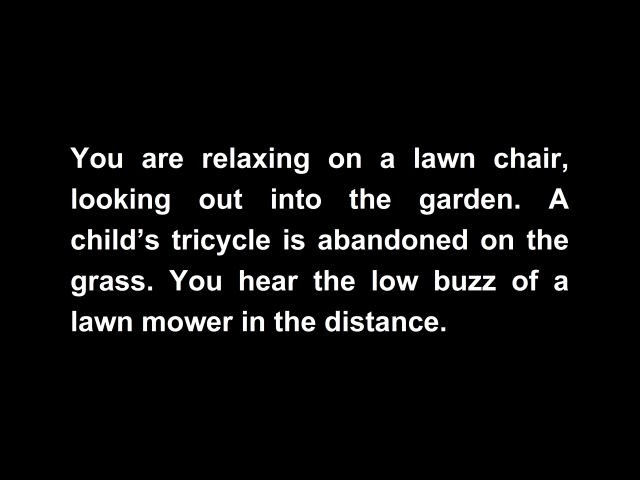 You are relaxing on a lawn chair,
looking out into the garden. A
child’s tricycle is abandoned on the
grass. You hear the low buzz of a
lawn mower in the distance.